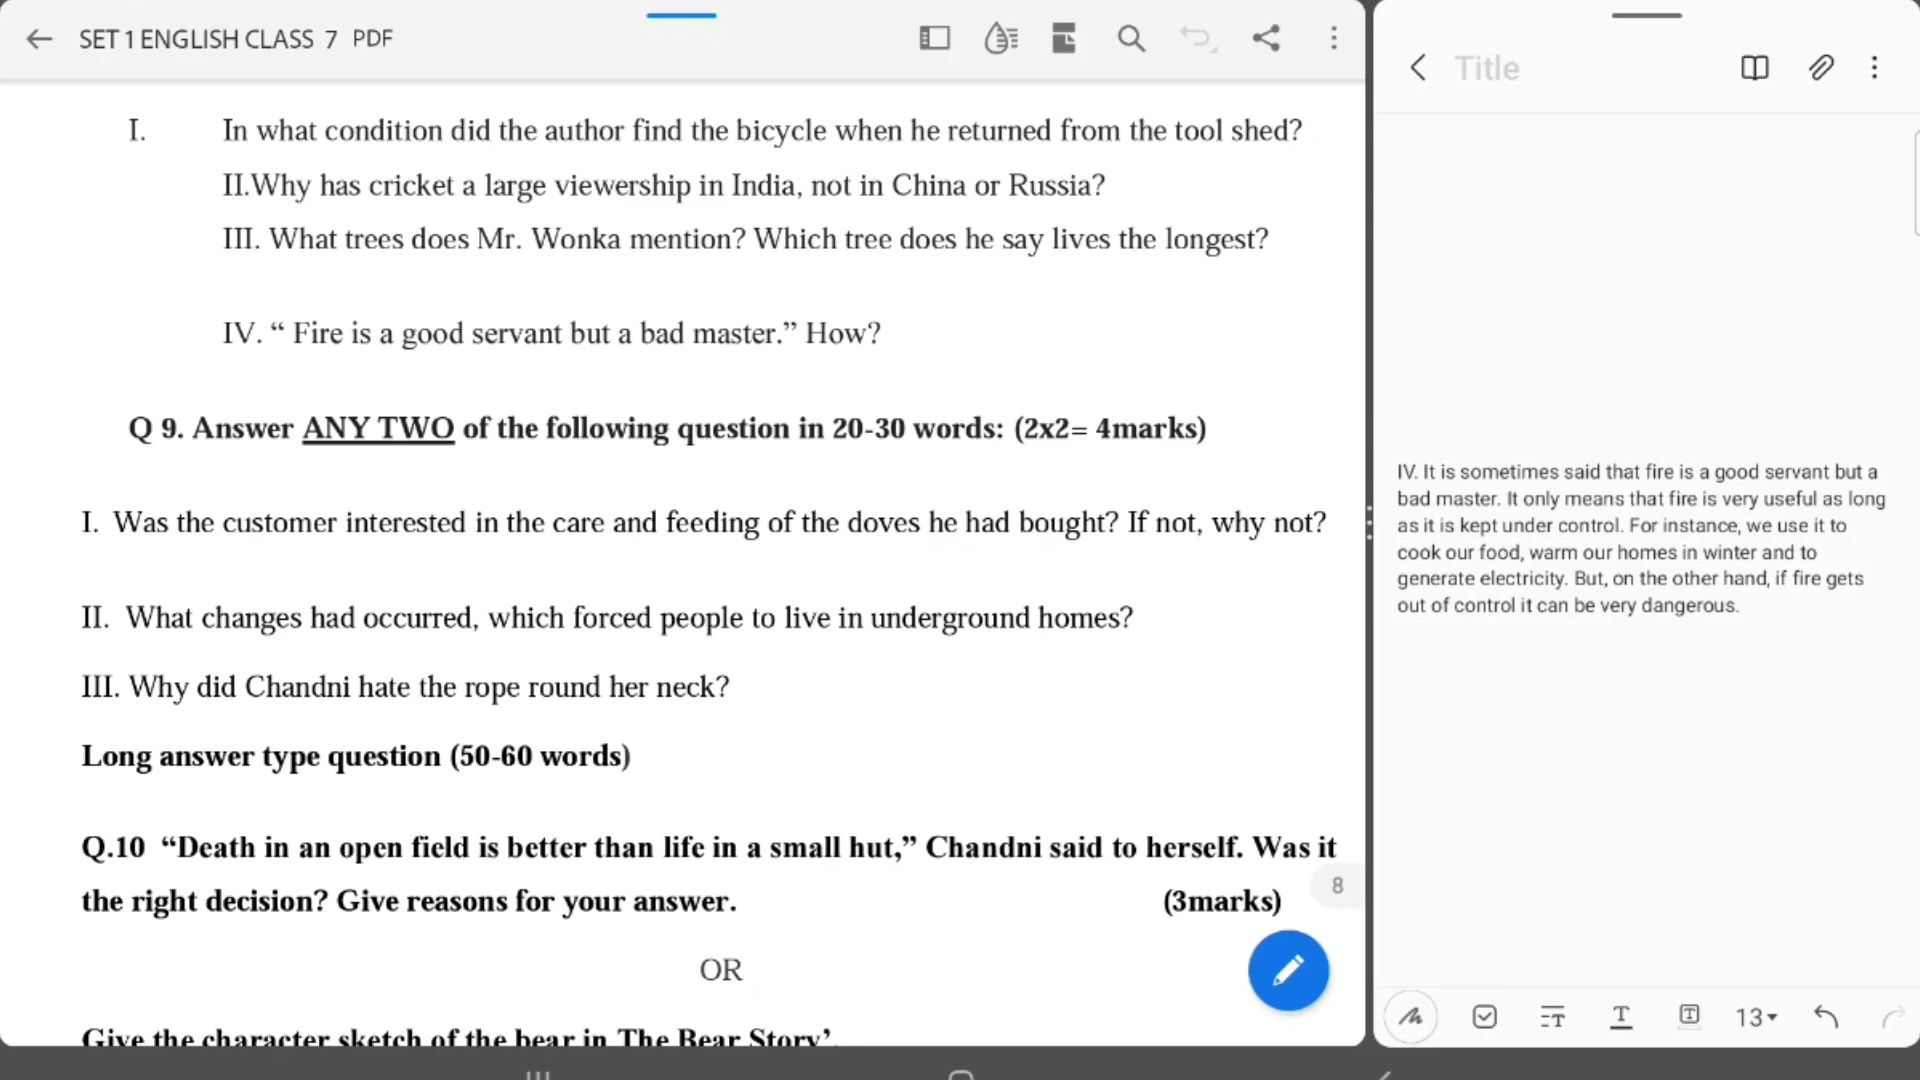 SET 1 ENGLISH CLASS 7 PDF
I. In what condition did the author find the bicycle when he returned from the tool shed?
II.Why has cricket a large viewership in India, not in China or Russia?
III. What trees does Mr. Wonka mention? Which tree does he say lives the longest?
IV. “ Fire is a good servant but a bad master.” How?
Q 9. Answer ANY TWO of the following question in 20-30 words: (2x2= 4marks)
I. Was the customer interested in the care and feeding of the doves he had bought? If not, why not?
II. What changes had occurred, which forced people to live in underground homes?
III. Why did Chandni hate the rope round her neck?
Long answer type question (50-60 words)
Q.10 “Death in an open field is better than life in a small hut,” Chandni said to herself. Was it
the right decision? Give reasons for your answer. (3marks)
8
OR
Give the character sketch of the bear in The Bear Story’.
Title
IV. It is sometimes said that fire is a good servant but a
bad master. It only means that fire is very useful as long
as it is kept under control. For instance, we use it to
cook our food, warm our homes in winter and to
generate electricity. But, on the other hand, if fire gets
out of control it can be very dangerous.
13